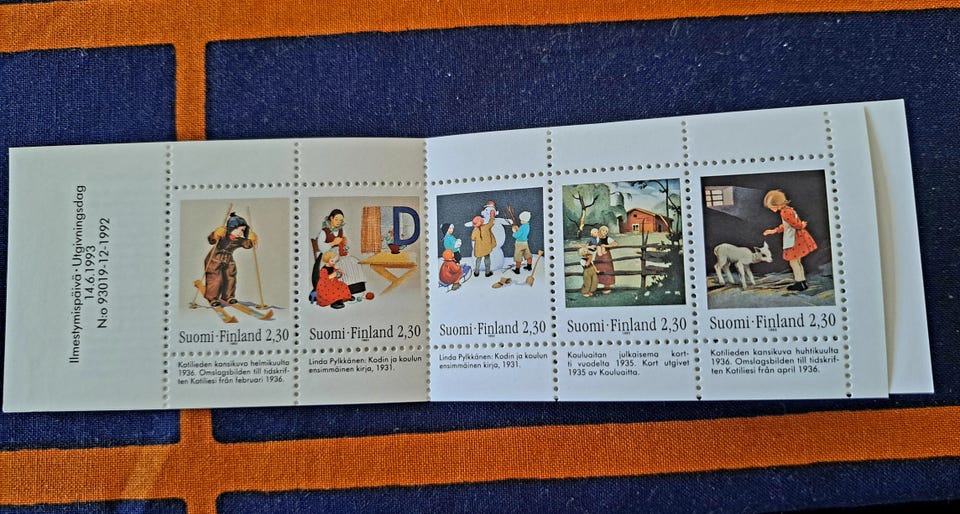 Ilmestymispäivä · Utgivningsdag
14.6.1993
N:o 93019-12-1992
D
Suomi·Finland 2,30
Suomi·Finland 2,30
Suomi·Finland 2,30
Suomi·Finland 2,30
Suomi·Finland 2,30
Kotilieden kansikuva helmikuulta
1936. Omslagsbilden till tidskrif-
ten Kotiliesi från februari 1936.
Linda Pylkkänen: Kodin ja koulun
ensimmäinen kirja, 1931.
Linda Pylkkänen: Kodin ja koulun
ensimmäinen kirja, 1931.
Kouluaitan julkaisema kort-
ti vuodelta 1935. Kort utgivet
1935 av Kouluaitta.
Kotilieden kansikuva huhtikuulta
1936. Omslagsbilden till tidskrif-
ten Kotiliesi från april 1936.